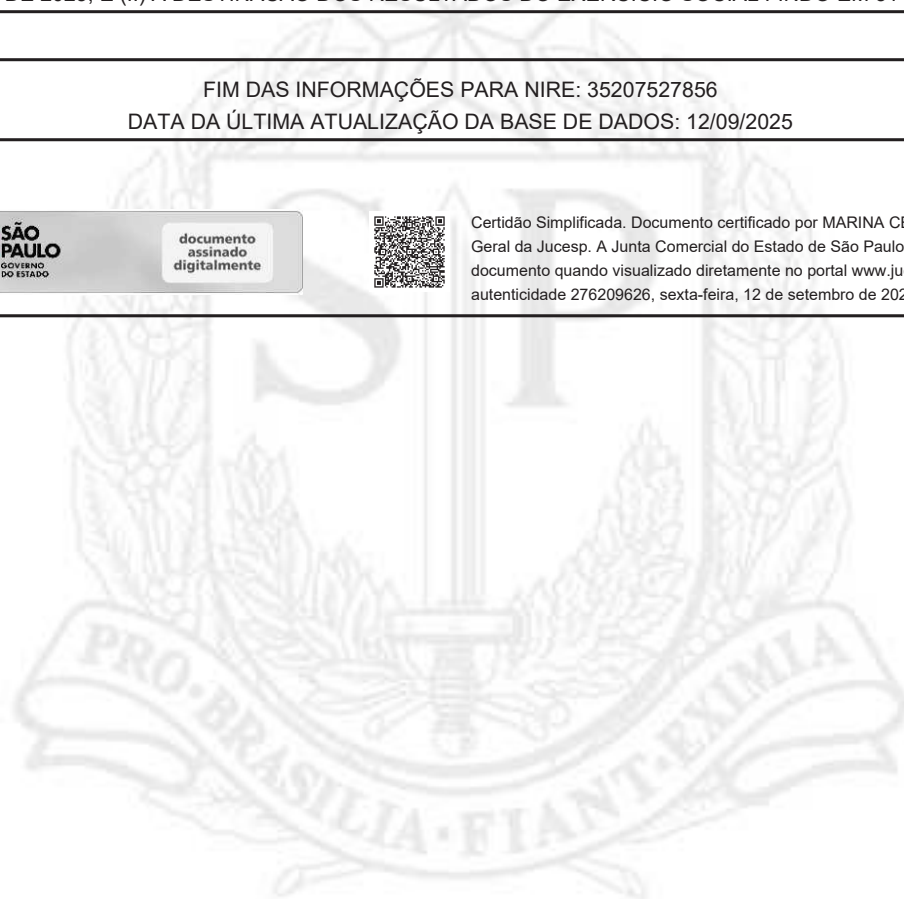 FIM DAS INFORMAÇÕES PARA NIRE: 35207527856
DATA DA ÚLTIMA ATUALIZAÇÃO DA BASE DE DADOS: 12/09/2025
SÃO
PAULO
GOVERNO
DO ESTADO
documento
assinado
digitalmente
Certidão Simplificada. Documento certificado por MARINA
Geral da Jucesp. A Junta Comercial do Estado de São Paulo
documento quando visualizado diretamente no portal
autenticidade 276209626, sexta-feira, 12 de setembro de
SP
PRO·BRASILIA·FIANT·EXIMIA